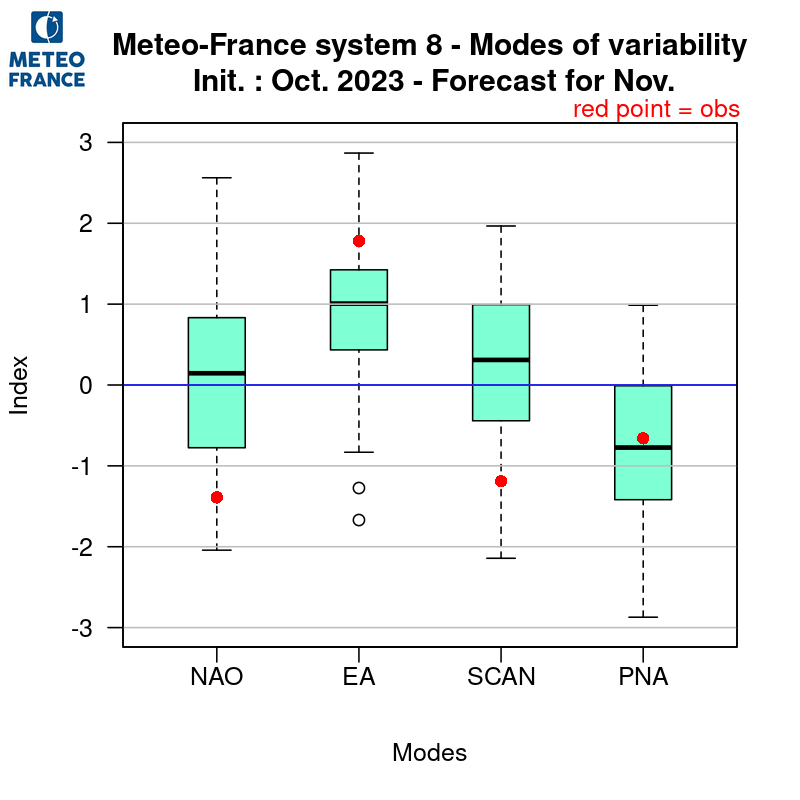 METEO
FRANCE
Meteo-France system 8 - Modes of variability
Init. : Oct. 2023 - Forecast for Nov.
red point = obs
3
2
1
0
-1
-2
-3
Index
NAO EA SCAN PNA
Modes